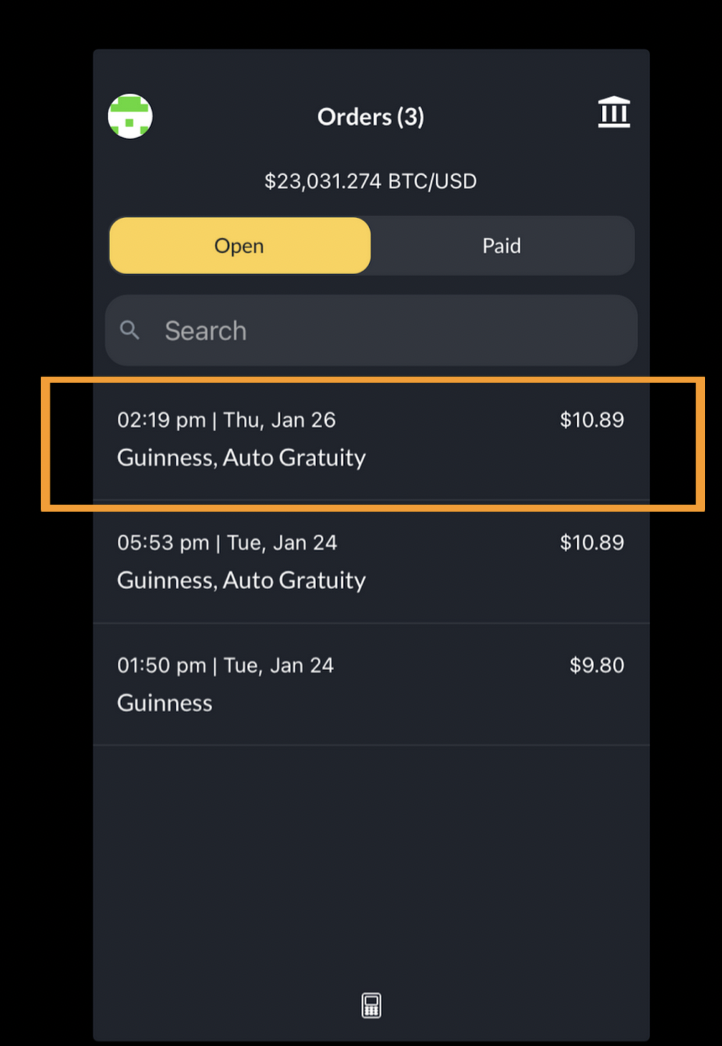 Orders (3)
$23,031.274 BTC/USD
Open Paid
Search
02:19 pm | Thu, Jan 26 $10.89
Guinness, Auto Gratuity
05:53 pm | Tue, Jan 24 $10.89
Guinness, Auto Gratuity
01:50 pm | Tue, Jan 24 $9.80
Guinness